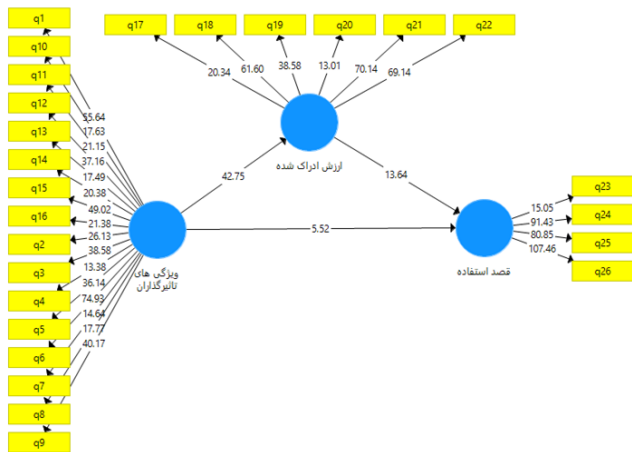 q1
q10
q11
q12
q13
q14
q15
q16
q2
q3
q4
q5
q6
q7
q8
q9
55.64
17.63
21.15
37.16
17.49
20.38
49.02
21.38
26.13
38.58
13.38
36.14
74.93
14.64
17.77
40.17
ویژگی های
تاثیرگذاران
q17
q18
q19
q20
q21
q22
20.34
61.60
38.58
13.01
70.14
69.14
ارزش ادراک شده
42.75
13.64
5.52
قصد استفاده
15.05
91.43
80.85
107.46
q23
q24
q25
q26